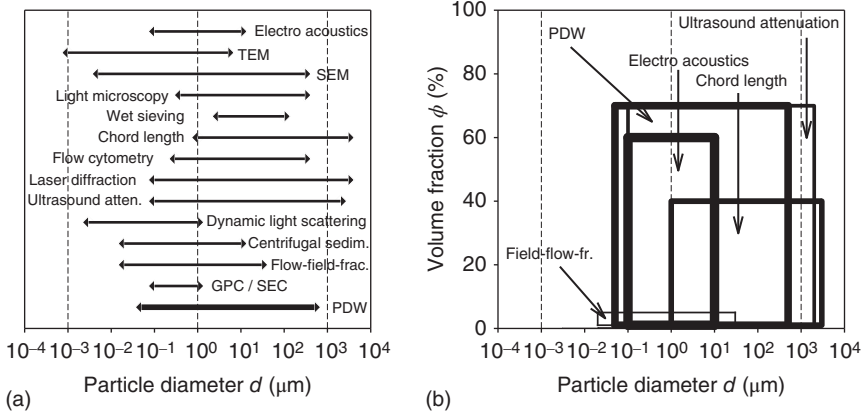 Electro acoustics
TEM
SEM
Light microscopy
Wet sieving
Chord length
Flow cytometry
Laser diffraction
Ultrasound atten.
Dynamic light scattering
Centrifugal sedim.
Flow-field-frac.
GPC / SEC
PDW
10⁻⁴ 10⁻³ 10⁻² 10⁻¹ 10⁰ 10¹ 10² 10³ 10⁴
Particle diameter d (μm)
(a)
100
80
60
40
20
0
Volume fraction ϕ (%)
Ultrasound attenuation
PDW
Electro acoustics
Chord length
Field-flow-fr.
10⁻⁴ 10⁻³ 10⁻² 10⁻¹ 10⁰ 10¹ 10² 10³ 10⁴
Particle diameter d (μm)
(b)